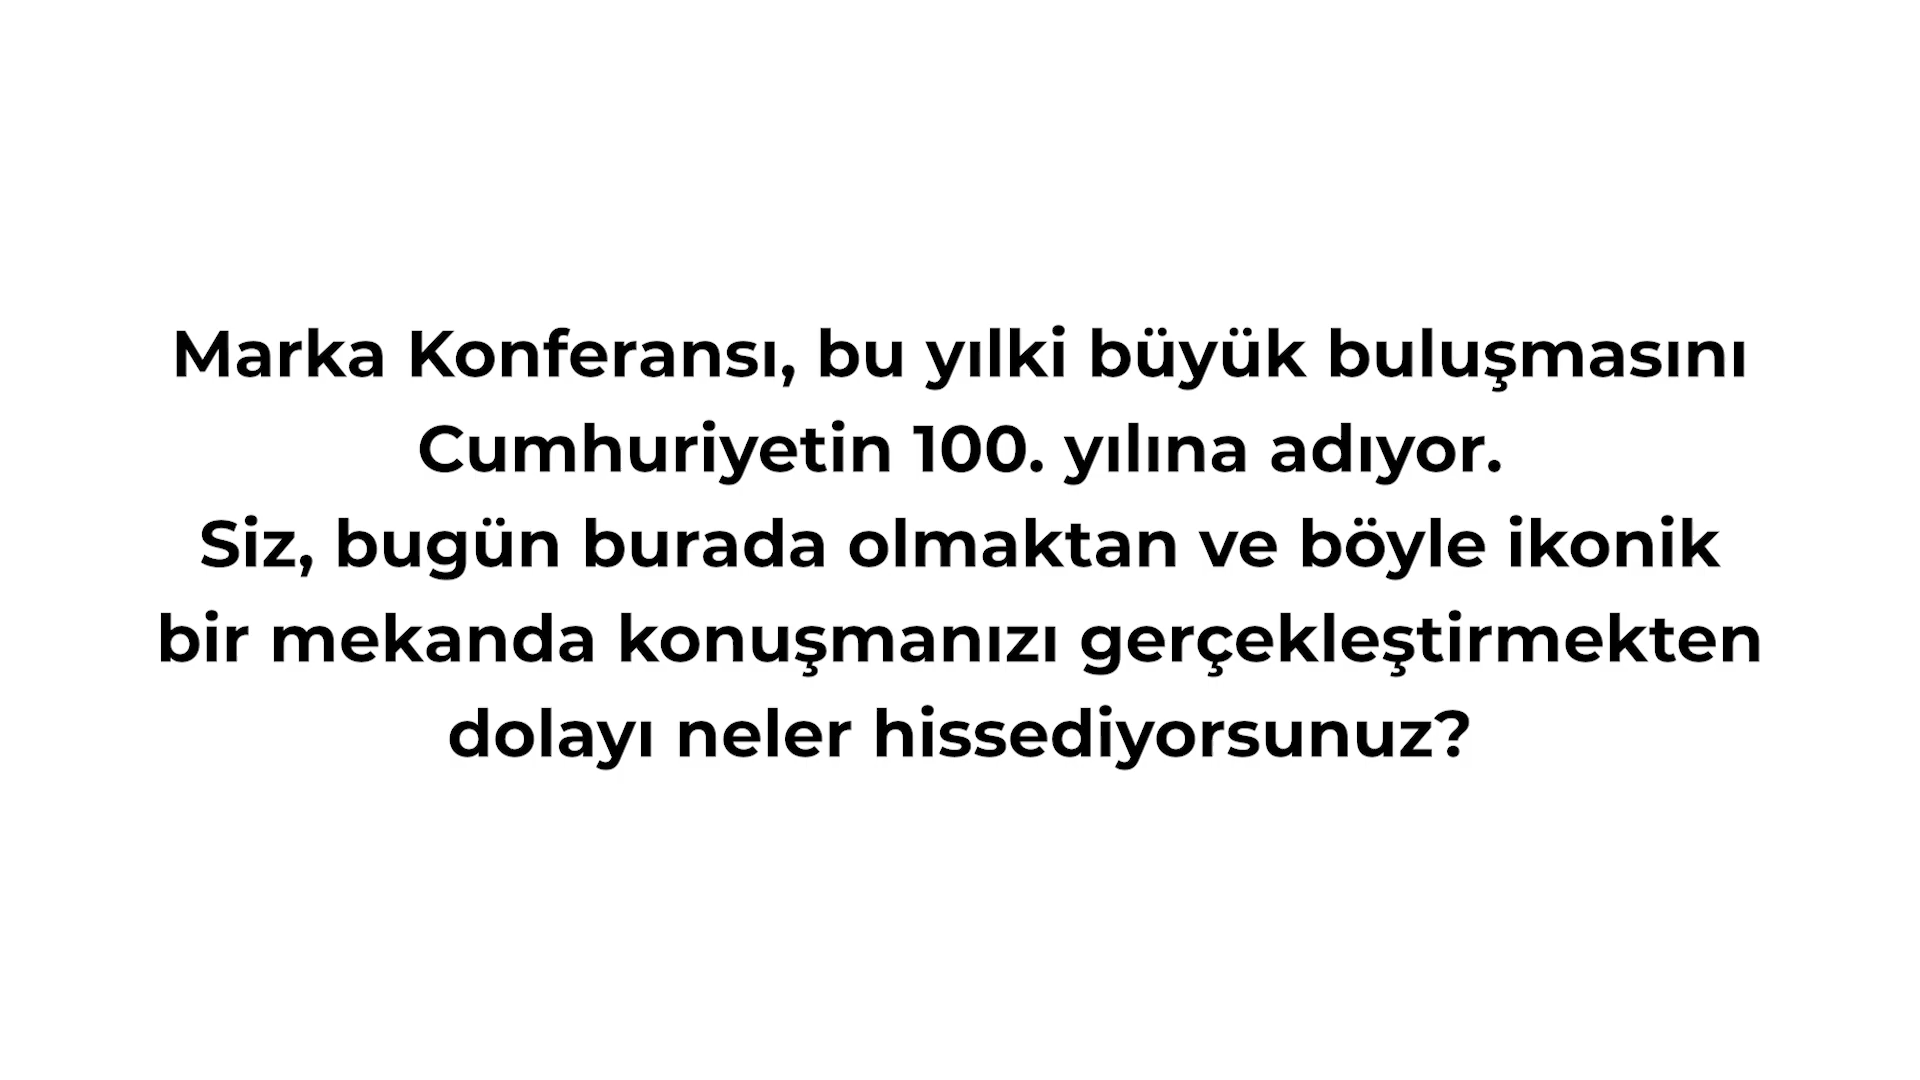 Marka Konferansı, bu yılki büyük buluşmasını
Cumhuriyetin 100. yılına adıyor.
Siz, bugün burada olmaktan ve böyle ikonik
bir mekanda konuşmanızı gerçekleştirmekten
dolayı neler hissediyorsunuz?